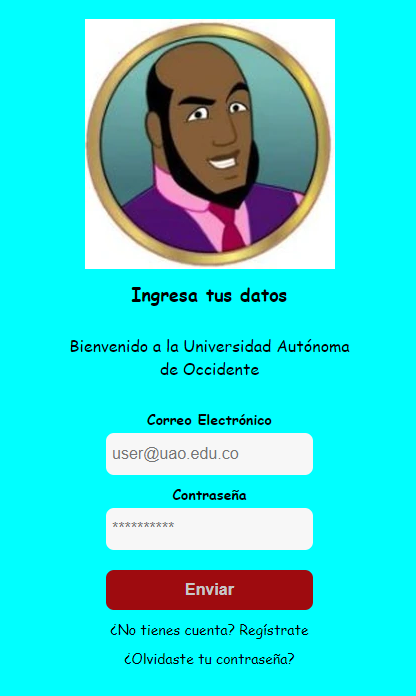 Ingresa tus datos
Bienvenido a la Universidad Autónoma
de Occidente
Correo Electrónico
user@uao.edu.co
Contraseña
**********
Enviar
¿No tienes cuenta? Regístrate
¿Olvidaste tu contraseña?